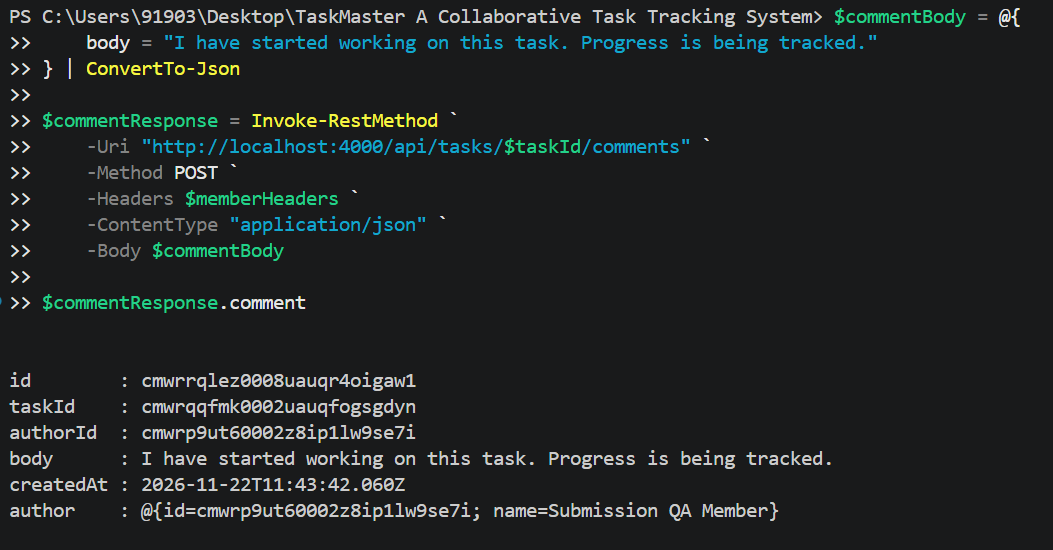 PS C:\Users\91903\Desktop\TaskMaster A Collaborative Task Tracking System> $commentBody = @{
>>     body = "I have started working on this task. Progress is being tracked."
>> } | ConvertTo-Json
>>
>> $commentResponse = Invoke-RestMethod `
>>     -Uri "http://localhost:4000/api/tasks/$taskId/comments" `
>>     -Method POST `
>>     -Headers $memberHeaders `
>>     -ContentType "application/json" `
>>     -Body $commentBody
>>
>> $commentResponse.comment
id        : cmwrrqlez0008uauqr4oigaw1
taskId    : cmwrqqfmk0002uauqfogsgdyn
authorId  : cmwrp9ut60002z8ip1lw9se7i
body      : I have started working on this task. Progress is being tracked.
createdAt : 2026-11-22T11:43:42.060Z
author    : @{id=cmwrp9ut60002z8ip1lw9se7i; name=Submission QA Member}